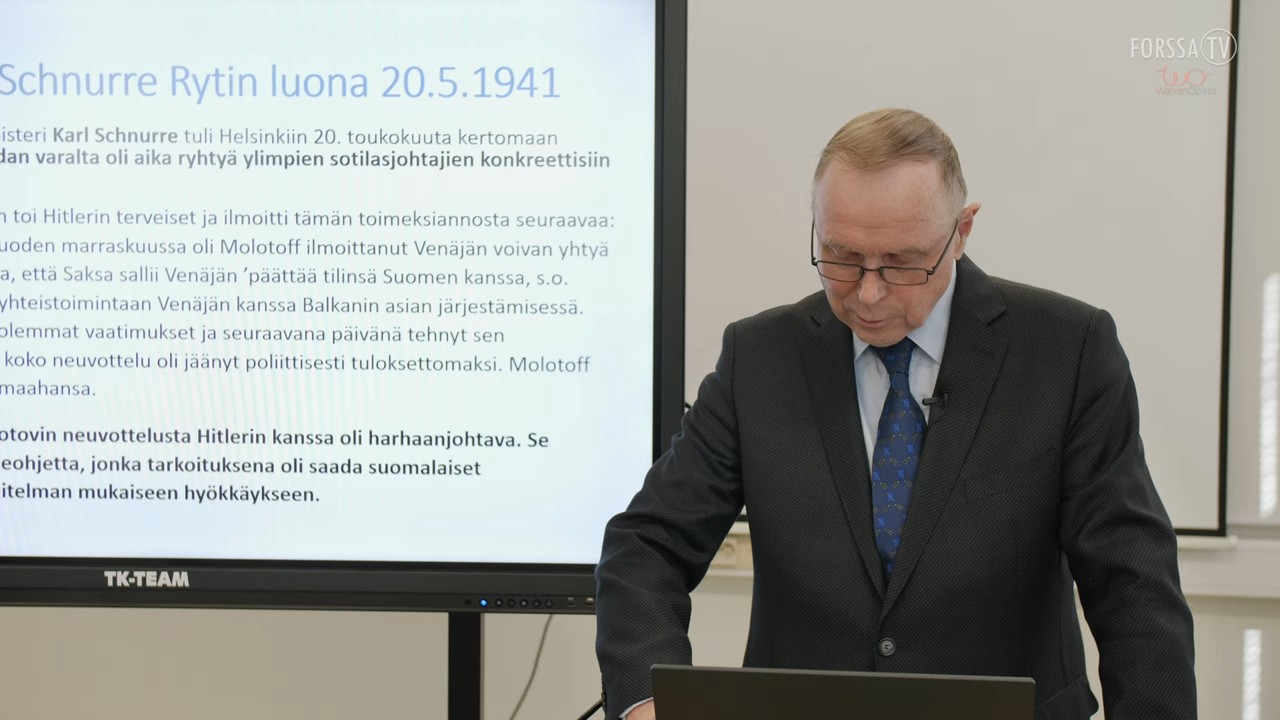 Schnurre Rytin luona 20.5.1941
isteri Karl Schnurre tuli Helsinkiin 20. toukokuuta kertomaan
dan varalta oli aika ryhtyä ylimpien sotilasjohtajien konkreettisiin
n toi Hitlerin terveiset ja ilmoitti tämän toimeksiannosta seuraavaa:
uoden marraskuussa oli Molotoff ilmoittanut Venäjän voivan yhtyä
a, että Saksa sallii Venäjän ’päättää tilinsä Suomen kanssa, s.o.
yhteistoimintaan Venäjän kanssa Balkanin asian järjestämisessä.
olemmat vaatimukset ja seuraavana päivänä tehnyt sen
koko neuvottelu oli jäänyt poliittisesti tuloksettomaksi. Molotoff
maahansa.
otovin neuvottelusta Hitlerin kanssa oli harhaanjohtava. Se
eohjetta, jonka tarkoituksena oli saada suomalaiset
itelman mukaiseen hyökkäykseen.
TK-TEAM
FORSSA TV
Leo
WahrenOpisto